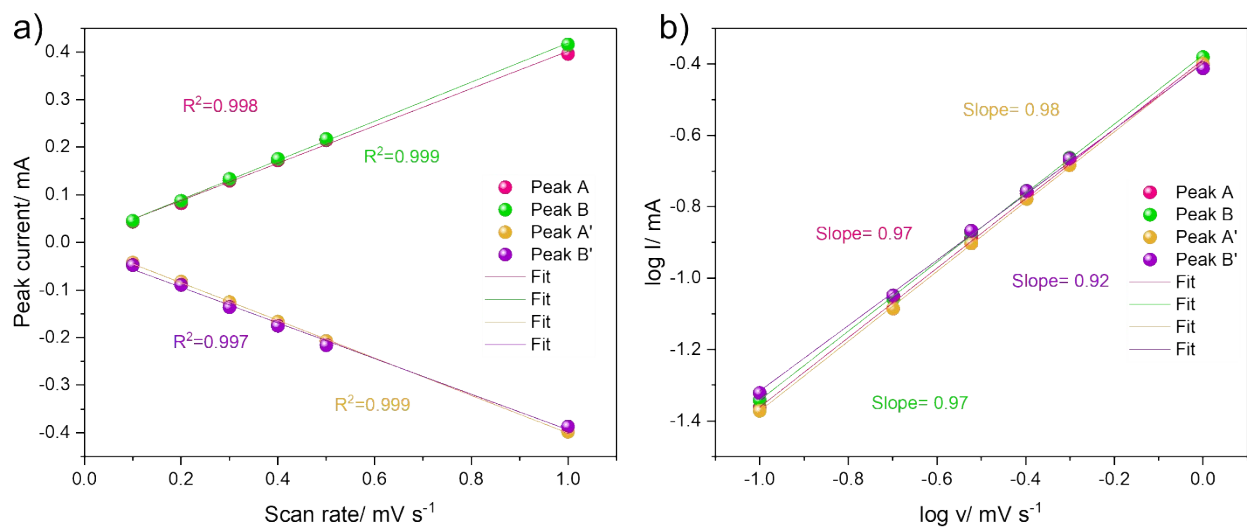 a)
Peak current/ mA
0.4
0.3
0.2
0.1
0.0
-0.1
-0.2
-0.3
-0.4
R²=0.998
R²=0.999
R²=0.997
R²=0.999
Peak A
Peak B
Peak A'
Peak B'
Fit
Fit
Fit
Fit
0.0 0.2 0.4 0.6 0.8 1.0
Scan rate/ mV s⁻¹
b)
log I/ mA
-0.4
-0.6
-0.8
-1.0
-1.2
-1.4
Slope= 0.98
Slope= 0.97
Slope= 0.92
Slope= 0.97
Peak A
Peak B
Peak A'
Peak B'
Fit
Fit
Fit
Fit
-1.0 -0.8 -0.6 -0.4 -0.2 0.0
log v/ mV s⁻¹